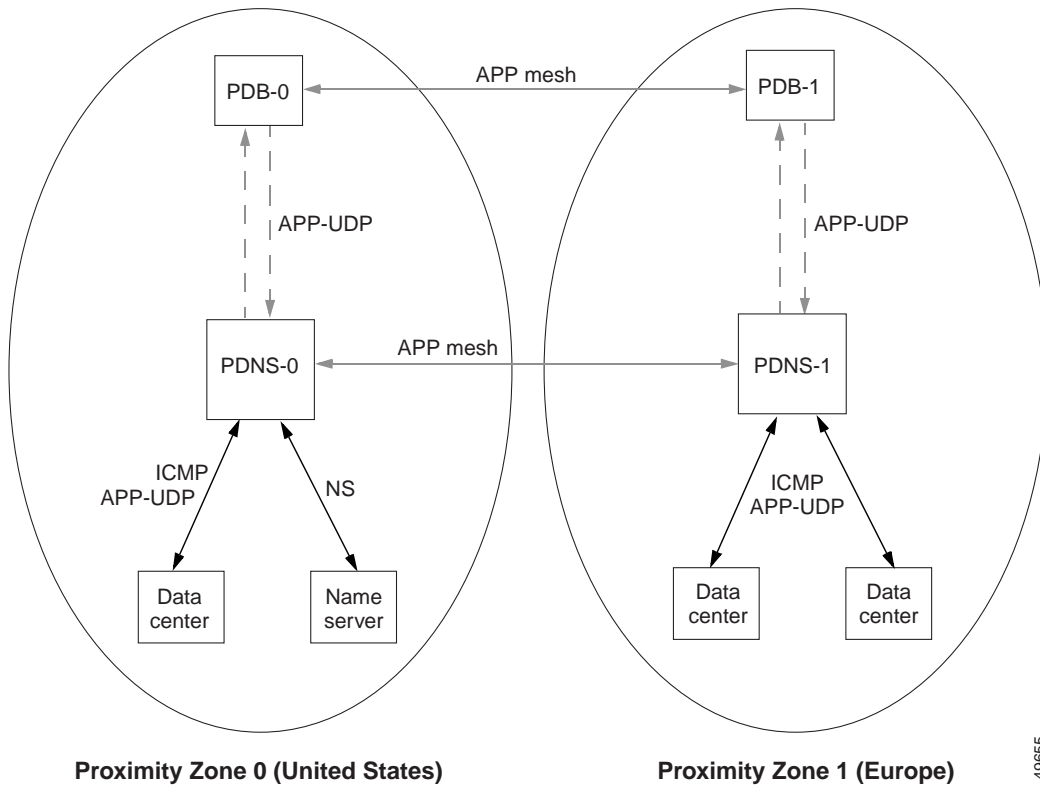 PDB-0
APP mesh
PDB-1
APP-UDP
APP-UDP
PDNS-0
APP mesh
PDNS-1
ICMP
APP-UDP
NS
ICMP
APP-UDP
Data
center
Name
server
Data
center
Data
center
Proximity Zone 0 (United States)
Proximity Zone 1 (Europe)
49655